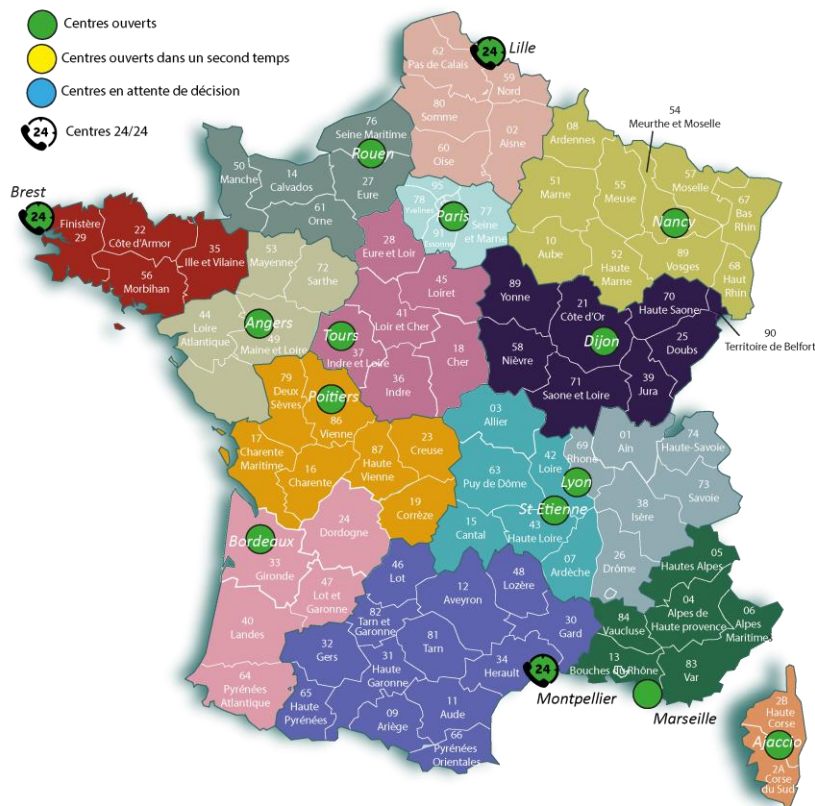 Centres ouverts
Centres ouverts dans un second temps
Centres en attente de décision
24
Centres 24/24
24
Lille
62
Pas de Calais
59
Nord
80
Somme
02
Aisne
60
Oise
76
Seine Maritime
Rouen
27
Eure
50
Manche
14
Calvados
61
Orne
08
Ardennes
54
Meurthe et Moselle
51
Marne
55
Meuse
57
Moselle
67
Bas
Rhin
Nancy
10
Aube
52
Haute
Marne
89
Vosges
68
Haut
Rhin
95
78
Yvelines
Paris
91
Essonne
77
Seine
et Marne
Brest
24
Finistère
29
22
Côte d'Armor
35
Ille et Vilaine
56
Morbihan
53
Mayenne
72
Sarthe
44
Loire
Atlantique
Angers
49
Maine et Loire
28
Eure et Loir
45
Loiret
41
Loir et Cher
Tours
37
Indre et Loire
18
Cher
36
Indre
89
Yonne
21
Côte d'Or
70
Haute Saone
90
Territoire de Belfort
58
Nièvre
Dijon
25
Doubs
71
Saone et Loire
39
Jura
79
Deux
Sèvres
Poitiers
86
Vienne
17
Charente
Maritime
16
Charente
87
Haute
Vienne
23
Creuse
19
Corrèze
03
Allier
63
Puy de Dôme
42
Loire
St Etienne
15
Cantal
43
Haute Loire
07
Ardèche
69
Rhone
Lyon
01
Ain
74
Haute-Savoie
73
Savoie
38
Isère
26
Drôme
Bordeaux
33
Gironde
24
Dordogne
47
Lot et
Garonne
40
Landes
64
Pyrénées
Atlantique
46
Lot
12
Aveyron
48
Lozère
82
Tarn et
Garonne
81
Tarn
30
Gard
32
Gers
31
Haute
Garonne
34
Herault
24
Montpellier
65
Haute
Pyrénées
09
Ariège
11
Aude
66
Pyrénées
Orientales
05
Hautes Alpes
04
Alpes de
Haute provence
06
Alpes
Maritime
84
Vaucluse
13
Bouches du Rhône
83
Var
Marseille
2B
Haute
Corse
Ajaccio
2A
Corse
du Sud